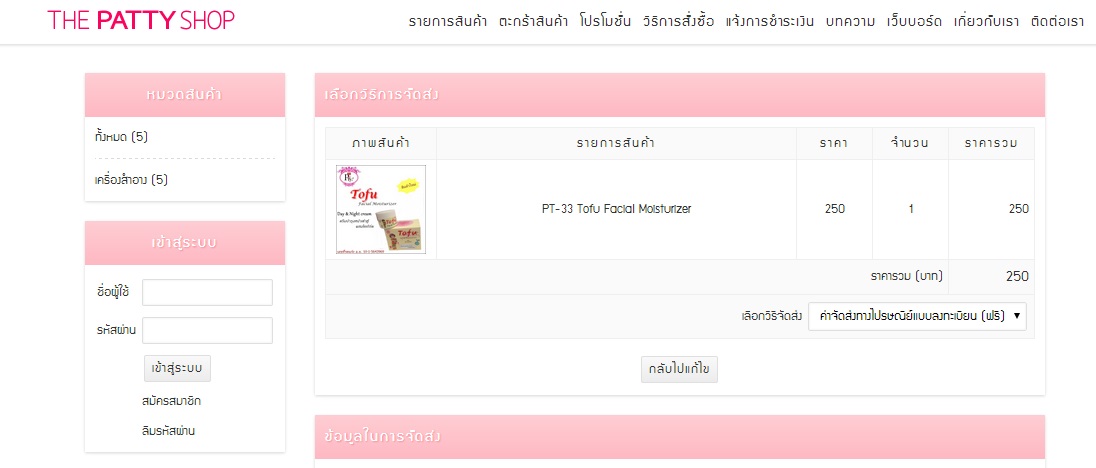 THE PATTY SHOP
รายการสินค้า ตะกร้าสินค้า โปรโมชั่น วิธีการสั่งซื้อ แจ้งการชำระเงิน บทความ เว็บบอร์ด เกี่ยวกับเรา ติดต่อเรา
หมวดสินค้า
ทั้งหมด (5)
เครื่องสำอาง (5)
เข้าสู่ระบบ
ชื่อผู้ใช้
รหัสผ่าน
เข้าสู่ระบบ
สมัครสมาชิก
ลืมรหัสผ่าน
เลือกวิธีการจัดส่ง
ภาพสินค้า รายการสินค้า ราคา จำนวน ราคารวม
Tofu
Facial Moisturizer
Day & Night cream
Tofu
PT-33 Tofu Facial Moisturizer 250 1 250
ราคารวม (บาท) 250
เลือกวิธีจัดส่ง ค่าจัดส่งทางไปรษณีย์แบบลงทะเบียน (ฟรี)
กลับไปแก้ไข
ข้อมูลในการจัดส่ง